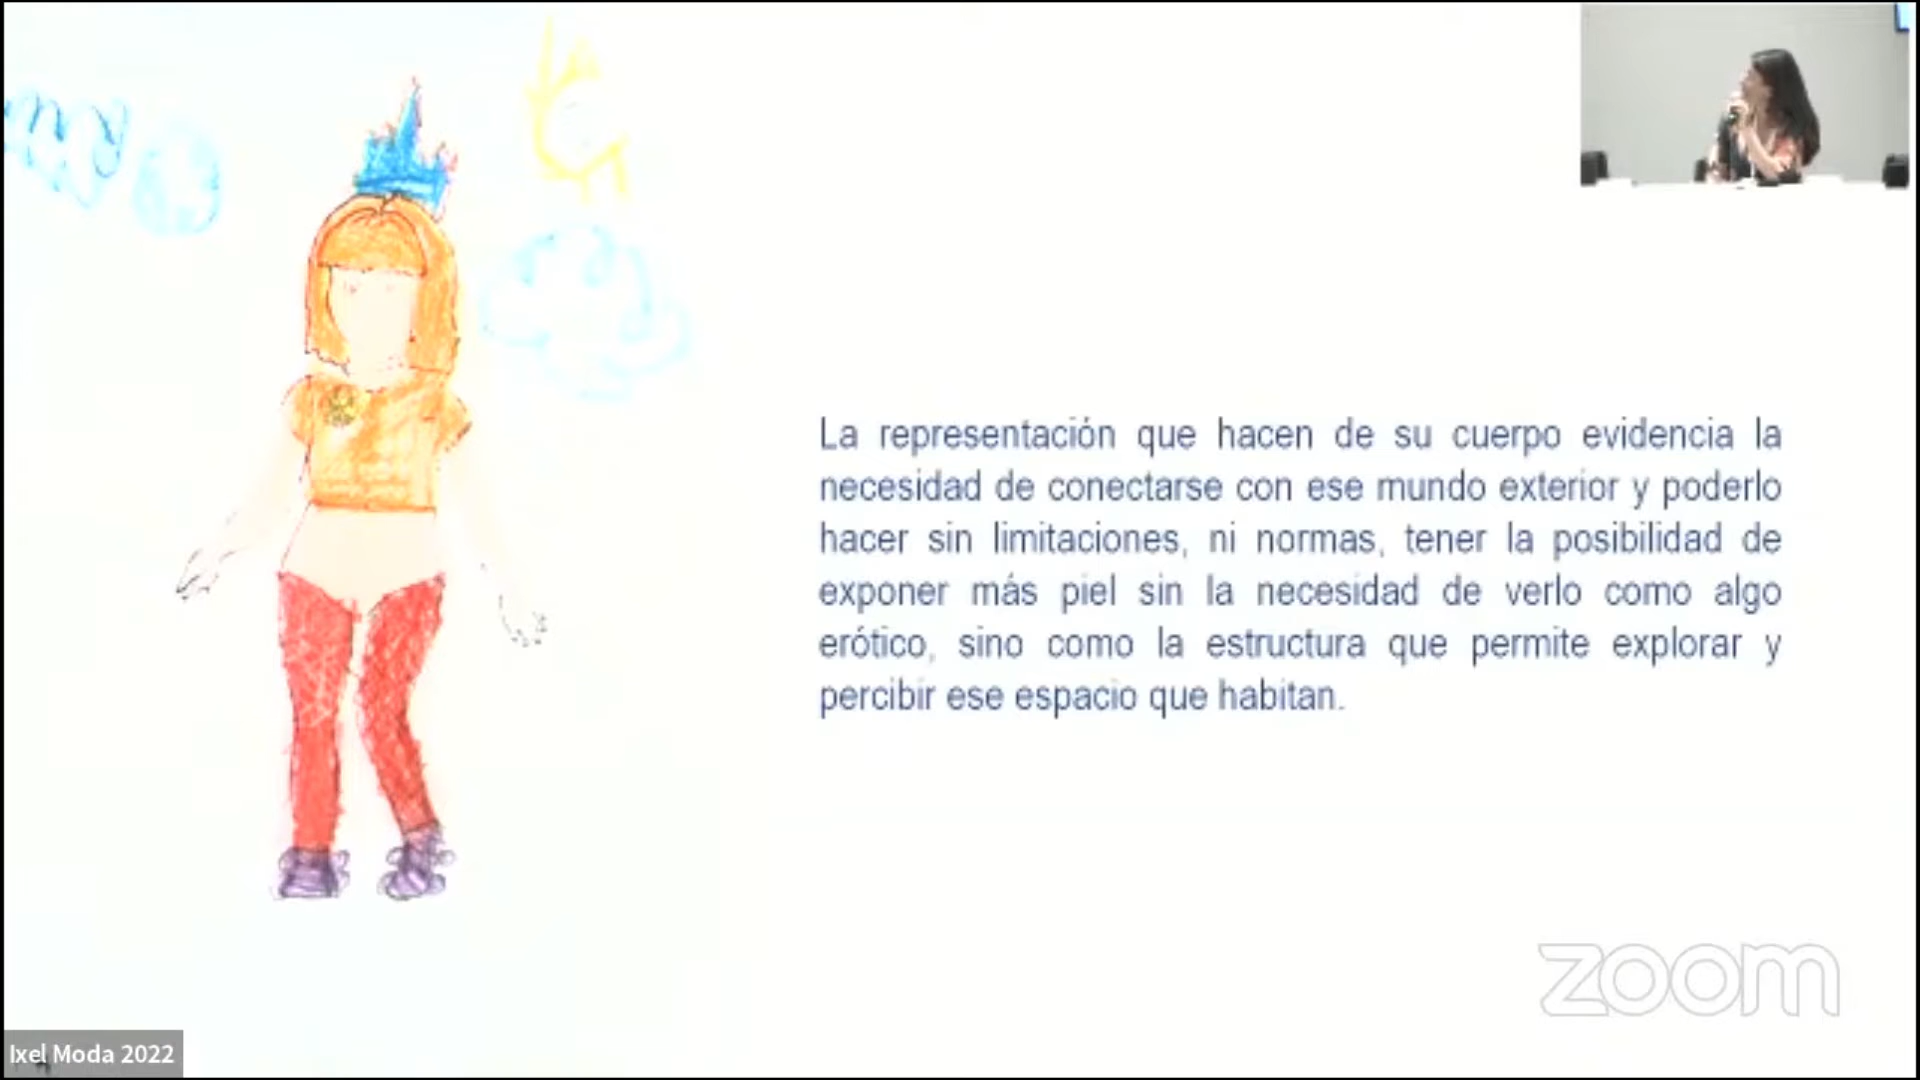 La representación que hacen de su cuerpo evidencia la
necesidad de conectarse con ese mundo exterior y poderlo
hacer sin limitaciones, ni normas, tener la posibilidad de
exponer más piel sin la necesidad de verlo como algo
erótico, sino como la estructura que permite explorar y
percibir ese espacio que habitan.
zoom
Ixel Moda 2022